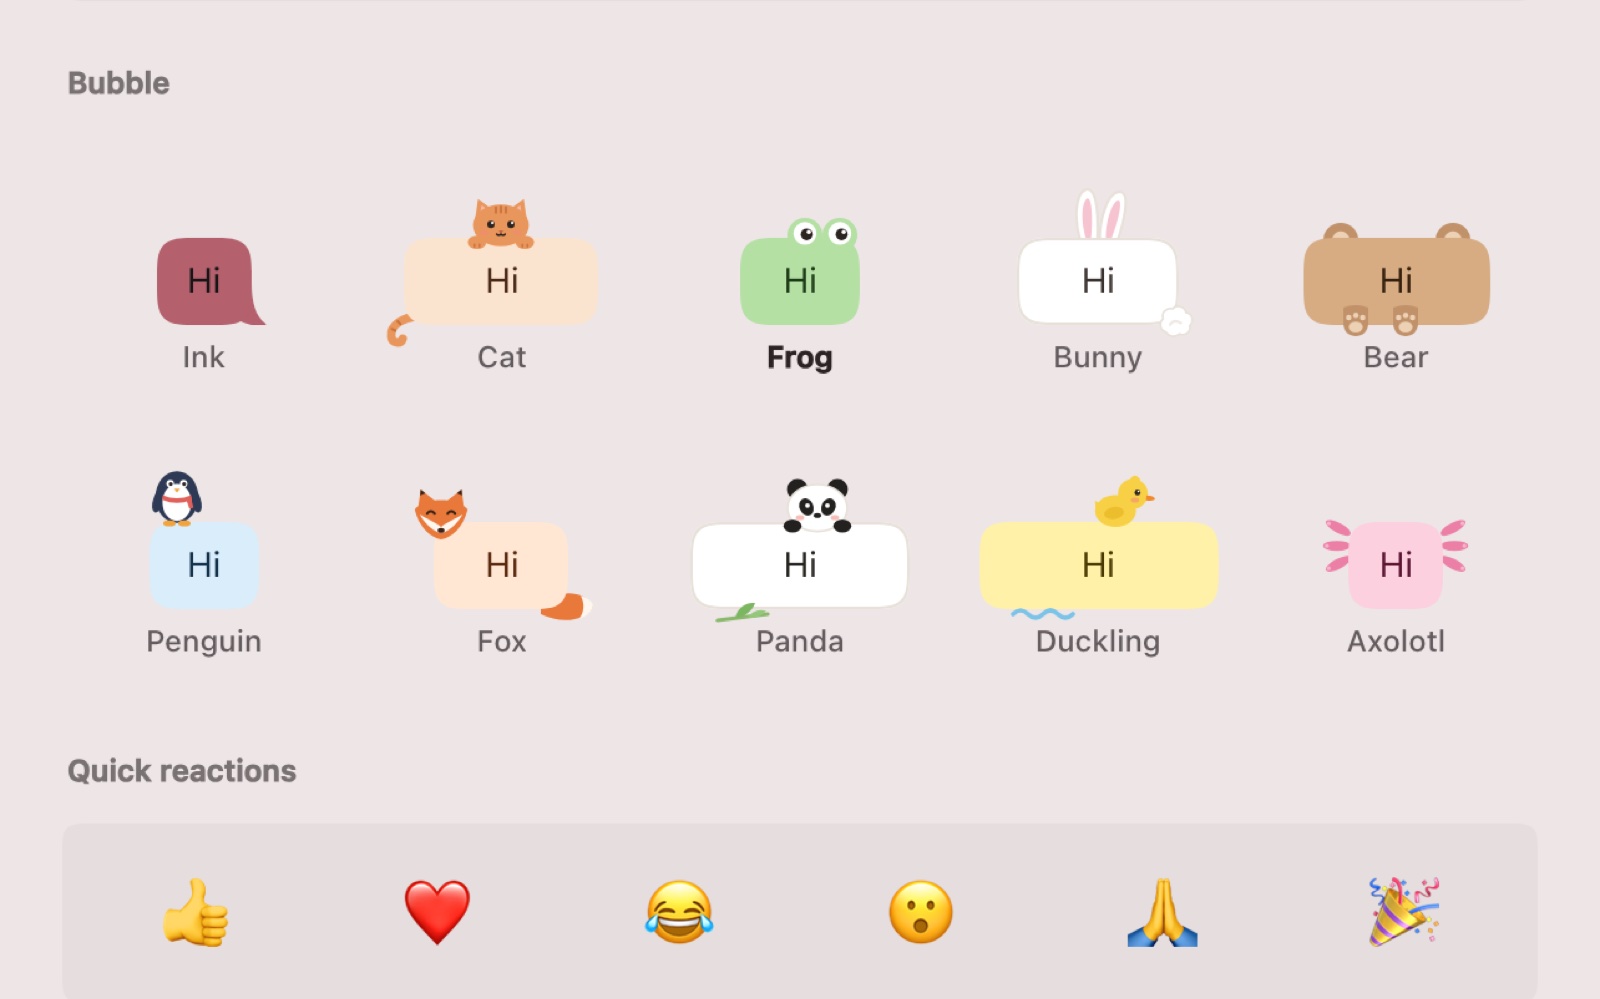 Bubble
Hi Hi Hi Hi Hi
Ink Cat Frog Bunny Bear
Hi Hi Hi Hi Hi
Penguin Fox Panda Duckling Axolotl
Quick reactions